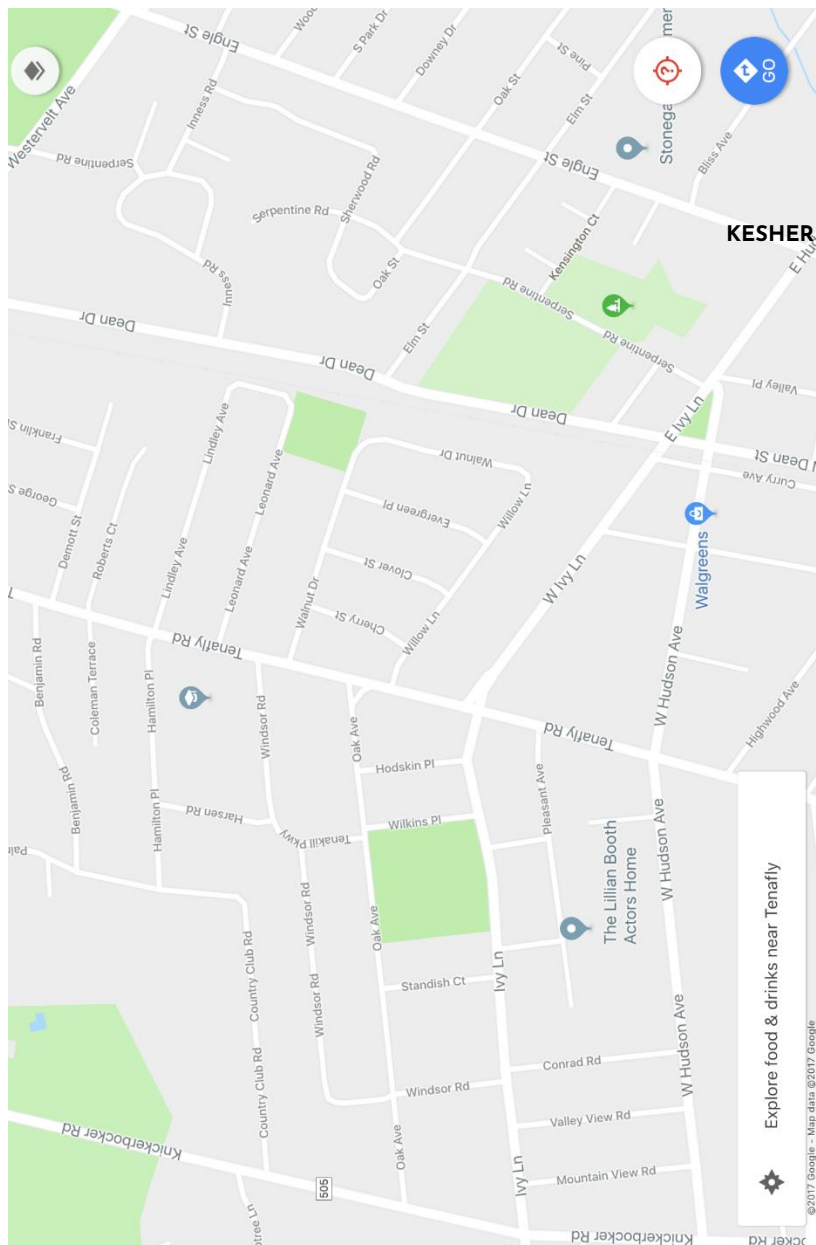 Westervelt Ave
Engle St
Inness Rd
S Park Dr
Downey Dr
Pine St
Oak St
Elm St
GO
Serpentine Rd
Sherwood Rd
Serpentine Rd
Engle St
Bliss Ave
KESHER
Kensington Ct
Inness Rd
Oak St
Serpentine Rd
Serpentine Rd
Dean Dr
Dean Dr
Elm St
Dean Dr
E Ivy Ln
Valley Pl
Lindley Ave
Leonard Ave
Walnut Dr
Evergreen Pl
Willow Ln
Curry Ave
Demott St
Roberts Ct
Lindley Ave
Leonard Ave
Walnut Dr
Clover St
Cherry St
Willow Ln
W Ivy Ln
Walgreens
Benjamin Rd
Coleman Terrace
Hamilton Pl
Tenafly Rd
Windsor Rd
Oak Ave
Tenafly Rd
W Hudson Ave
Highwood Ave
Benjamin Rd
Hamilton Pl
Harsen Rd
Tenakill Pkwy
Hodskin Pl
Wilkins Pl
Pleasant Ave
W Hudson Ave
Windsor Rd
Oak Ave
The Lillian Booth
Actors Home
Country Club Rd
Windsor Rd
Standish Ct
Ivy Ln
W Hudson Ave
Country Club Rd
Windsor Rd
Conrad Rd
Valley View Rd
Mountain View Rd
Knickerbocker Rd
505
Oak Ave
Ivy Ln
Knickerbocker Rd
Explore food & drinks near Tenafly
©2017 Google - Map data ©2017 Google